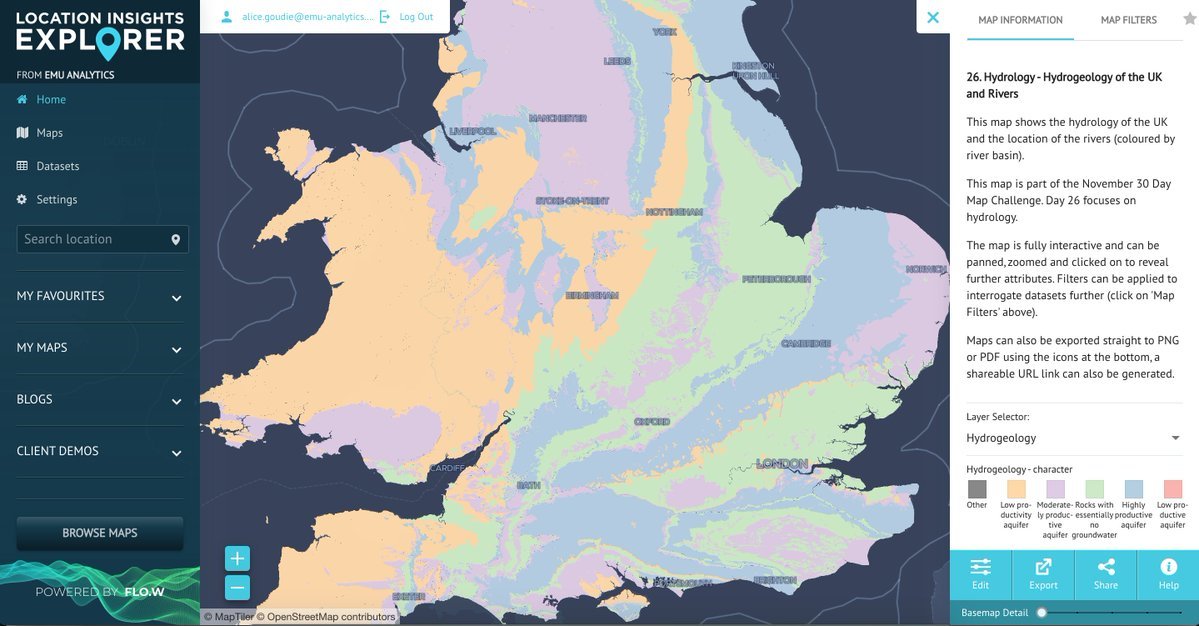 LOCATION INSIGHTS
EXPLORER
FROM EMU ANALYTICS
Home
Maps
Datasets
Settings
Search location
MY FAVOURITES
MY MAPS
BLOGS
CLIENT DEMOS
BROWSE MAPS
POWERED BY FLO.W
alice.goudie@emu-analytics.... Log Out
YORK
LEEDS
KINGSTON
UPON HULL
MANCHESTER
LIVERPOOL
STOKE-ON-TRENT
NOTTINGHAM
NORWICH
PETERBOROUGH
BIRMINGHAM
CAMBRIDGE
OXFORD
LONDON
CARDIFF
BATH
PORTSMOUTH
BRIGHTON
EXETER
+
−
© MapTiler © OpenStreetMap contributors
MAP INFORMATION MAP FILTERS
26. Hydrology - Hydrogeology of the UK
and Rivers
This map shows the hydrology of the UK
and the location of the rivers (coloured by
river basin).
This map is part of the November 30 Day
Map Challenge. Day 26 focuses on
hydrology.
The map is fully interactive and can be
panned, zoomed and clicked on to reveal
further attributes. Filters can be applied to
interrogate datasets further (click on 'Map
Filters' above).
Maps can also be exported straight to PNG
or PDF using the icons at the bottom, a
shareable URL link can also be generated.
Layer Selector:
Hydrogeology
Hydrogeology - character
Other
Low pro-
ductivity
aquifer
Moderate-
ly produc-
tive
aquifer
Rocks with
essentially
no
groundwater
Highly
productive
aquifer
Low pro-
ductive
aquifer
Edit Export Share Help
Basemap Detail